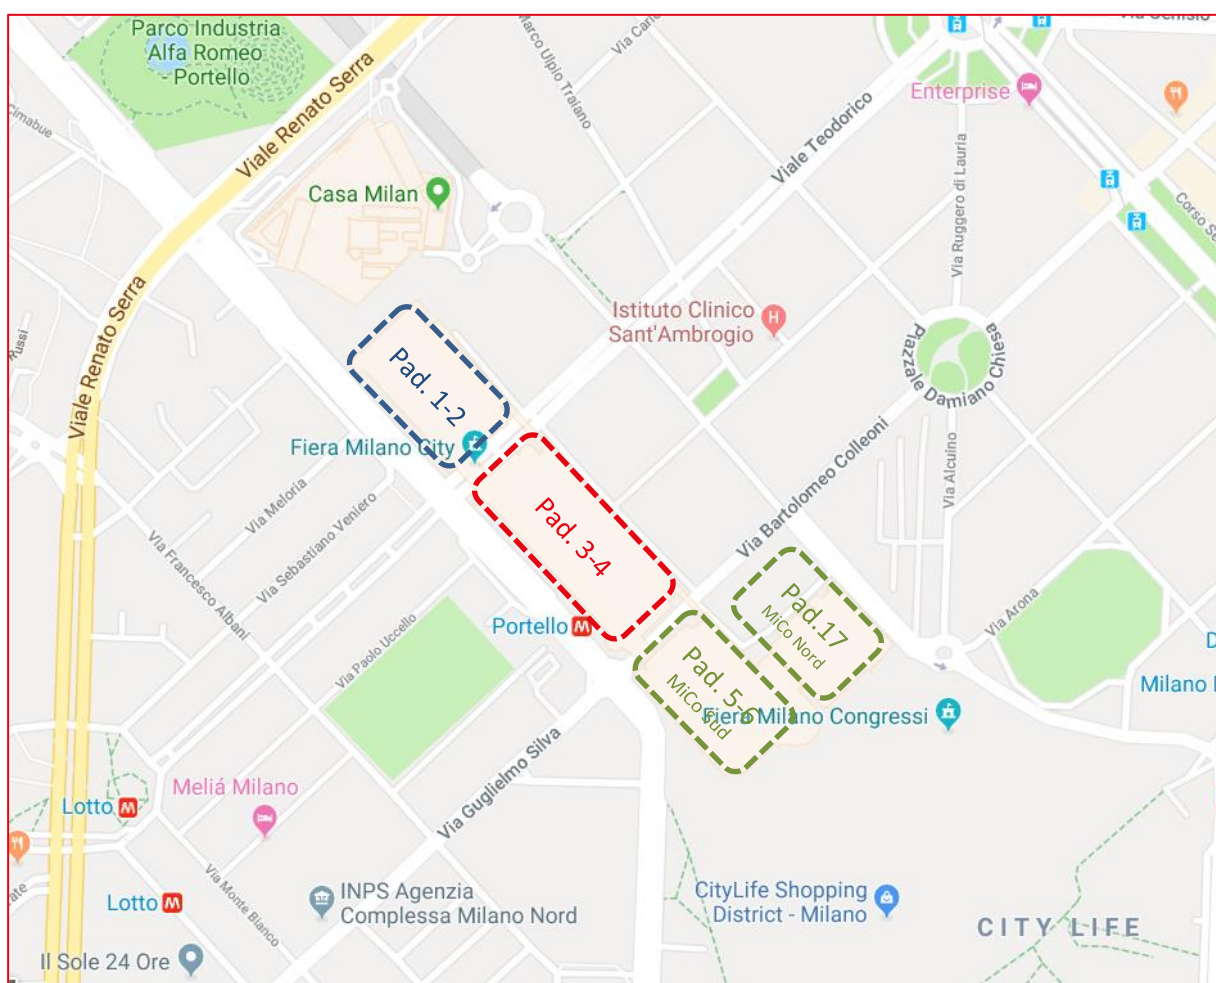 Parco Industria
Alfa Romeo
- Portello
Via Carlo
Marco Ulpio Traiano
Viale Renato Serra
Cimabue
Enterprise
Viale Teodorico
Via Ruggero di Lauria
Casa Milan
Corso Se
Viale Renato Serra
Russi
Istituto Clinico
Sant'Ambrogio
Piazzale Damiano Chiesa
Pad. 1-2
Fiera Milano City
Via Bartolomeo Colleoni
Via Alcuino
Via Meloria
Via Sebastiano Veniero
Pad. 3-4
Via Francesco Albani
Via Paolo Uccello
Portello
M
Pad.17
MiCo Nord
Via Arona
Pad. 5-6
MiCo Sud
Fiera Milano Congressi
Milano
Via Guglielmo Silva
Meliá Milano
Lotto
M
Via Monte Bianco
Lotto
M
INPS Agenzia
Complessa Milano Nord
CityLife Shopping
District - Milano
CITY LIFE
Il Sole 24 Ore